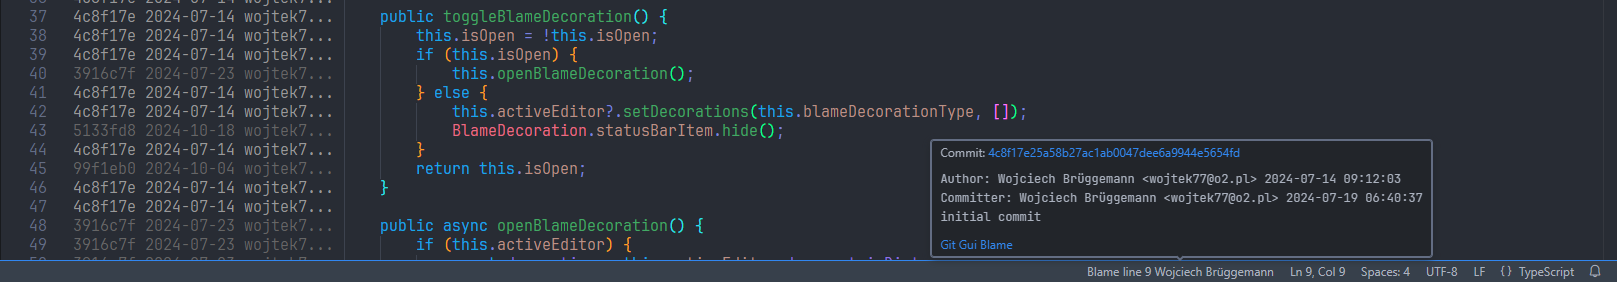 37 4c8f17e 2024-07-14 wojtek7... public toggleBlameDecoration() {
38 4c8f17e 2024-07-14 wojtek7... this.isOpen = !this.isOpen;
39 4c8f17e 2024-07-14 wojtek7... if (this.isOpen) {
40 3916c7f 2024-07-23 wojtek7... this.openBlameDecoration();
41 4c8f17e 2024-07-14 wojtek7... } else {
42 4c8f17e 2024-07-14 wojtek7... this.activeEditor?.setDecorations(this.blameDecorationType, []);
43 5133fd8 2024-10-18 wojtek7... BlameDecoration.statusBarItem.hide();
44 4c8f17e 2024-07-14 wojtek7... }
45 99f1eb0 2024-10-04 wojtek7... return this.isOpen;
46 4c8f17e 2024-07-14 wojtek7... }
47 4c8f17e 2024-07-14 wojtek7...
48 3916c7f 2024-07-23 wojtek7... public async openBlameDecoration() {
49 3916c7f 2024-07-23 wojtek7... if (this.activeEditor) {
Commit: 4c8f17e25a58b27ac1ab0047dee6a9944e5654fd
Author: Wojciech Brüggemann <wojtek77@o2.pl> 2024-07-14 09:12:03
Committer: Wojciech Brüggemann <wojtek77@o2.pl> 2024-07-19 06:40:37
initial commit
Git Gui Blame
Blame line 9 Wojciech Brüggemann Ln 9, Col 9 Spaces: 4 UTF-8 LF {} TypeScript